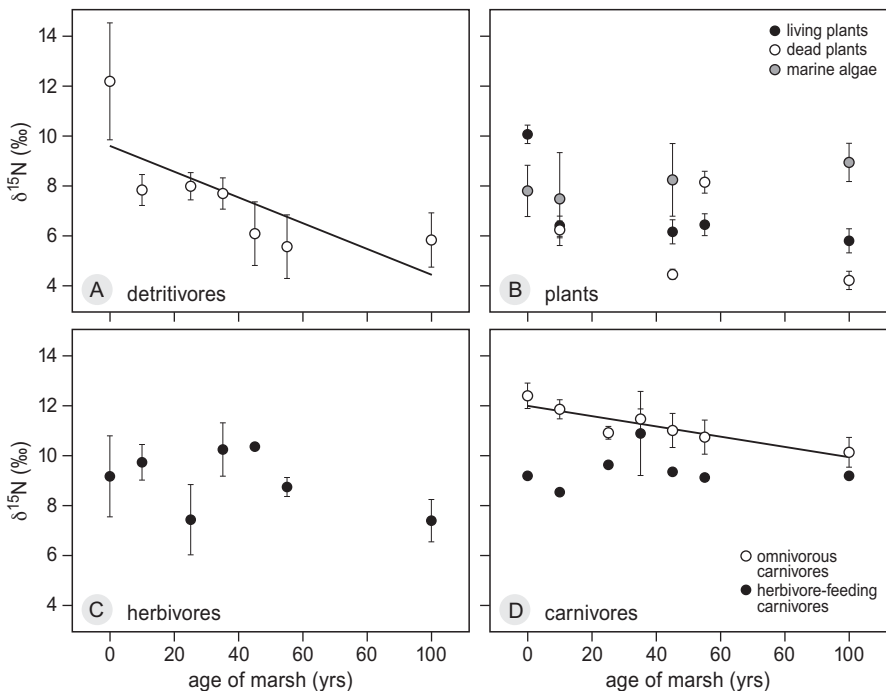 14
12
10
8
6
4
δ¹⁵N (‰)
A detritivores
living plants
dead plants
marine algae
B plants
14
12
10
8
6
4
δ¹⁵N (‰)
C herbivores
0 20 40 60 60 100
age of marsh (yrs)
omnivorous
carnivores
herbivore-feeding
carnivores
D carnivores
0 20 40 60 60 100
age of marsh (yrs)